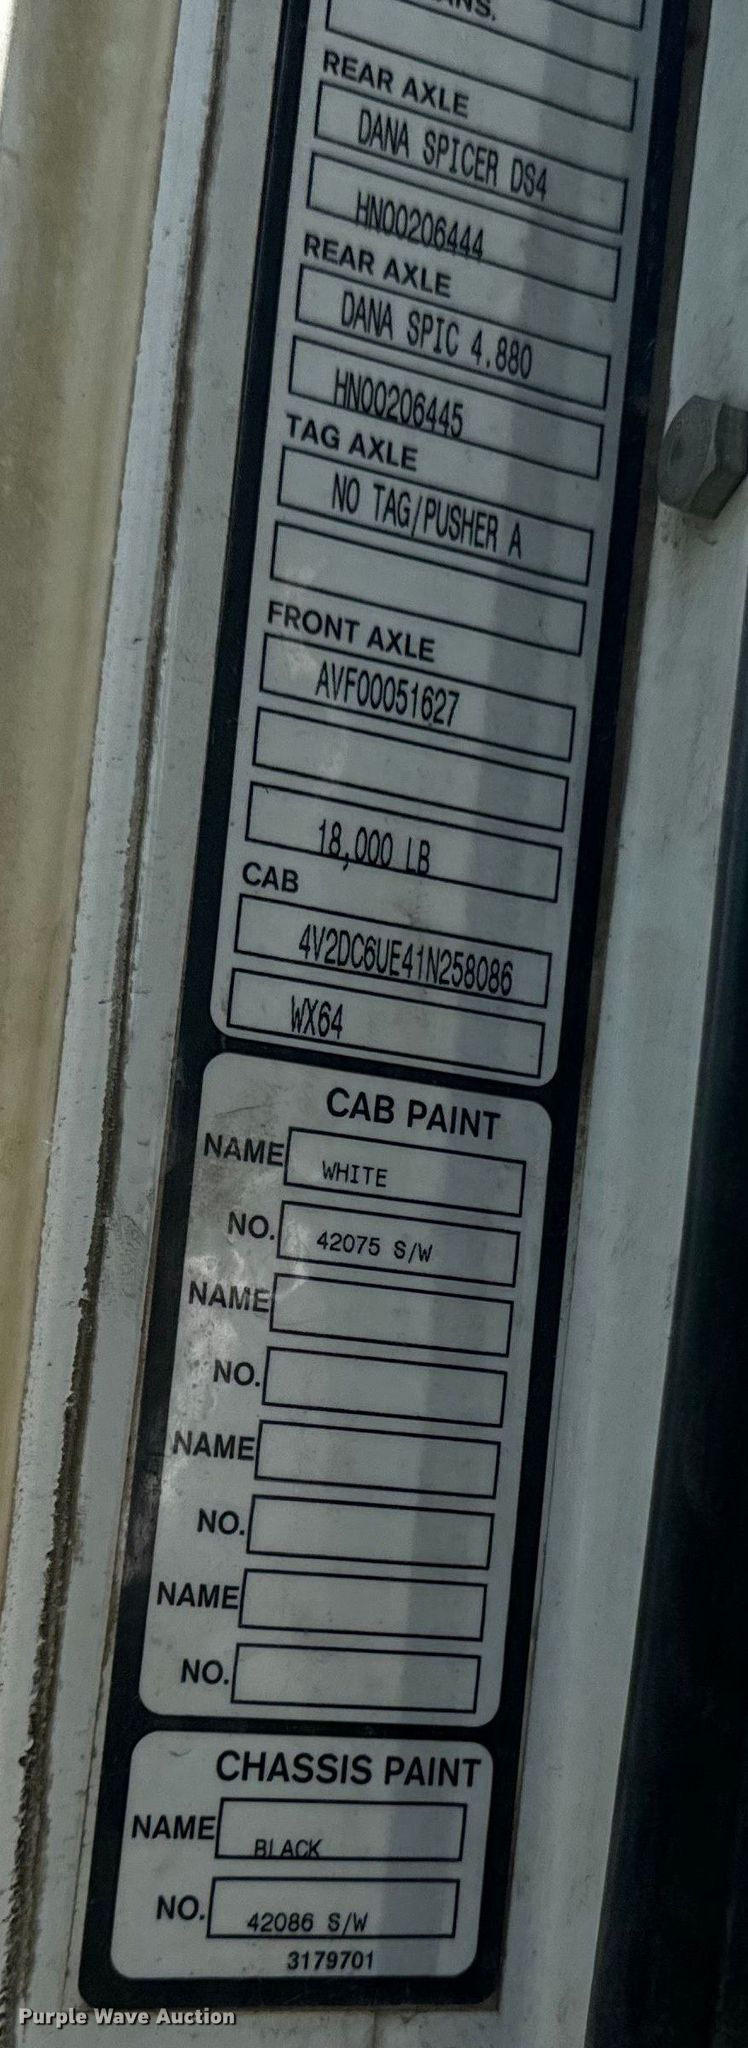 REAR AXLE
DANA SPICER DS4
HN00206444
REAR AXLE
DANA SPIC 4.880
HN00206445
TAG AXLE
NO TAG/PUSHER A
FRONT AXLE
AVF00051627
18,000 LB
CAB
4V2DC6UE41N258086
WX64
CAB PAINT
NAME WHITE
NO. 42075 S/W
NAME
NO.
NAME
NO.
NAME
NO.
CHASSIS PAINT
NAME BLACK
NO. 42086 S/W
3179701
Purple Wave Auction